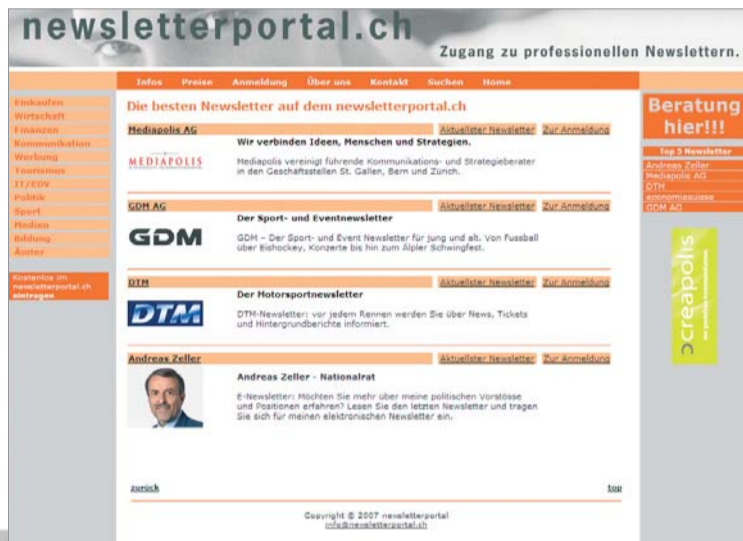 newsletterportal.ch
Zugang zu professionellen Newslettern.
Infos Preise Anmeldung Über uns Kontakt Suchen Home
Einkaufen
Wirtschaft
Finanzen
Kommunikation
Werbung
Tourismus
IT/EDV
Politik
Sport
Medien
Bildung
Ämter
Kostenlos im
newsletterportal.ch
eintragen
Die besten Newsletter auf dem newsletterportal.ch
Mediapolis AG Aktuellster Newsletter Zur Anmeldung
MEDIAPOLIS
Wir verbinden Ideen, Menschen und Strategien.
Mediapolis vereinigt führende Kommunikations- und Strategieberater
in den Geschäftsstellen St. Gallen, Bern und Zürich.
GDM AG Aktuellster Newsletter Zur Anmeldung
GDM
Der Sport- und Eventnewsletter
GDM – Der Sport- und Event Newsletter für jung und alt. Von Fussball
über Eishockey, Konzerte bis hin zum Älpler Schwingfest.
DTM Aktuellster Newsletter Zur Anmeldung
DTM
Der Motorsportnewsletter
DTM-Newsletter: vor jedem Rennen werden Sie über News, Tickets
und Hintergrundberichte informiert.
Andreas Zeller Aktuellster Newsletter Zur Anmeldung
Andreas Zeller - Nationalrat
E-Newsletter: Möchten Sie mehr über meine politischen Vorstösse
und Positionen erfahren? Lesen Sie den letzten Newsletter und tragen
Sie sich für meinen elektronischen Newsletter ein.
zurück top
Copyright © 2007 newsletterportal
info@newsletterportal.ch
Beratung
hier!!!
Top 5 Newsletter
Andreas Zeller
Mediapolis AG
DTM
economiesuisse
GDM AG
creapolis